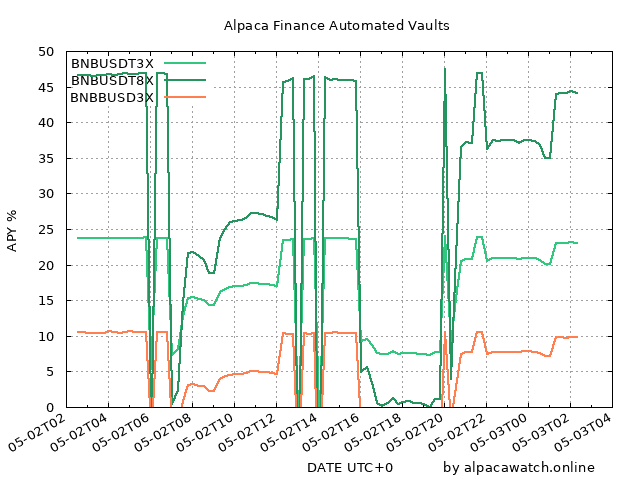 Alpaca Finance Automated Vaults
APY %
50
45
40
35
30
25
20
15
10
5
0
BNBUSDT3X
BNBUSDT8X
BNBBUSD3X
05-02T02
05-02T04
05-02T06
05-02T08
05-02T10
05-02T12
05-02T14
05-02T16
05-02T18
05-02T20
05-02T22
05-03T00
05-03T02
05-03T04
DATE UTC+0
by alpacawatch.online